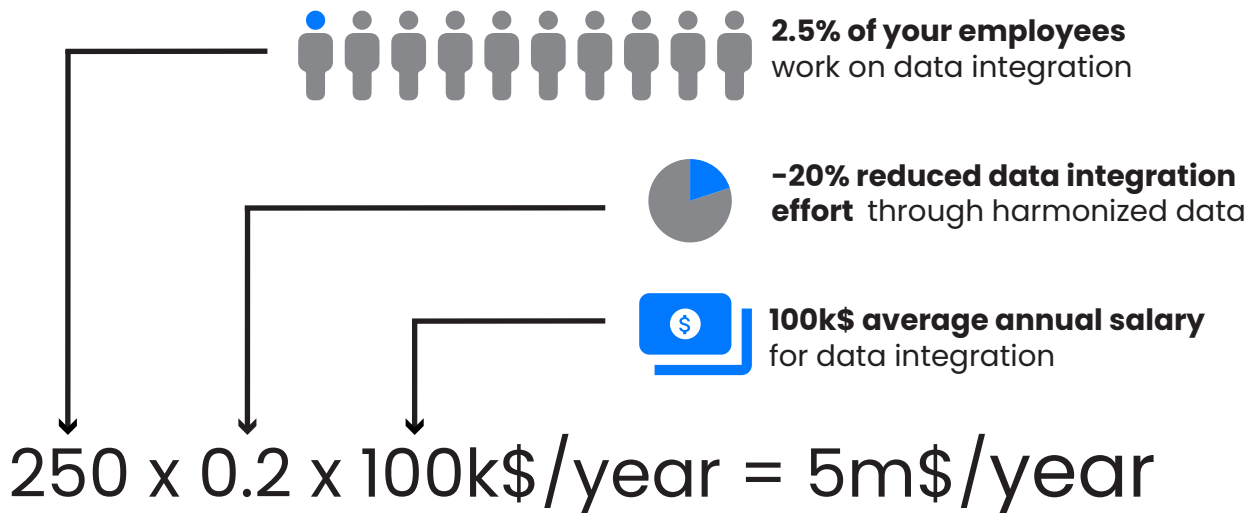 2.5% of your employees
work on data integration
-20% reduced data integration
effort through harmonized data
$
100k$ average annual salary
for data integration
250 x 0.2 x 100k$/year = 5m$/year